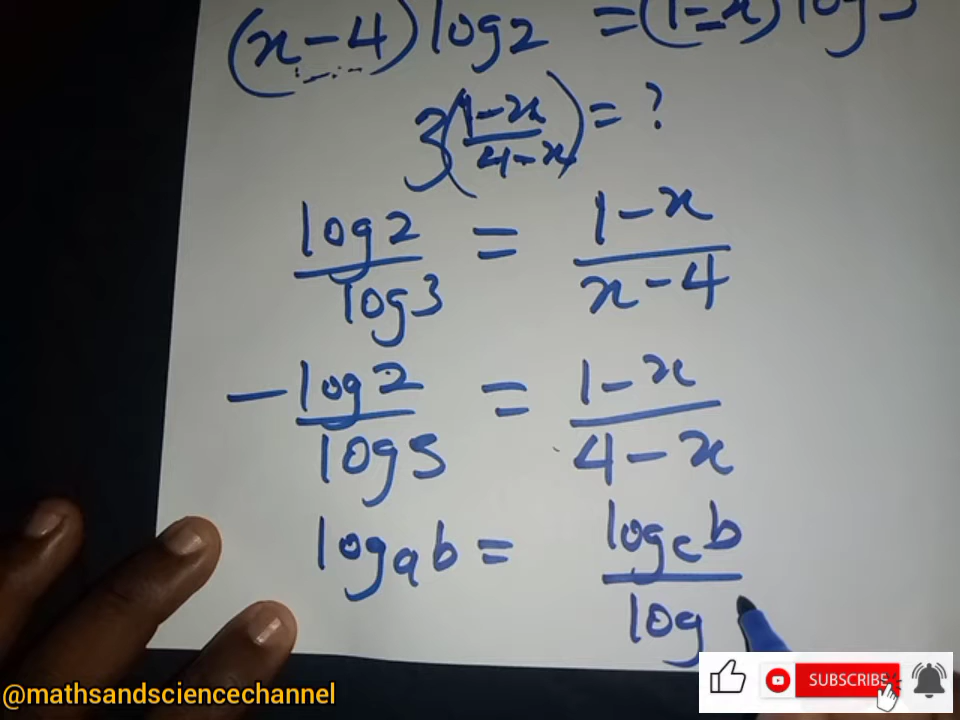 (x-4) log2 = (1-x) log3
3(1-x/4-x) = ?
log2/log3 = 1-x/x-4
-log2/log5 = 1-x/4-x
logab = logcb/log
@mathsandsciencechannel
SUBSCRIBE